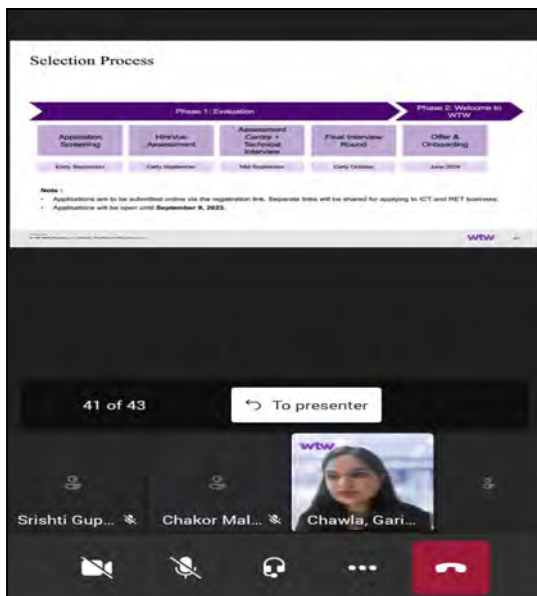 Selection Process
Phase 1: Evaluation
Phase 2: Welcome to
WTW
Application
Screening
HireVue
Assessment
Assessment
Centre +
Technical
Interview
Final Interview
Round
Offer &
Onboarding
Early September
Early September
Mid September
Early October
June 2024
Note :
Applications are to be submitted online via the registration link. Separate links will be shared for applying to ICT and RET business.
Applications will be open until September 9, 2023.
wtw
41 of 43
To presenter
wtw
Srishti Gup...
Chakor Mal...
Chawla, Gari...